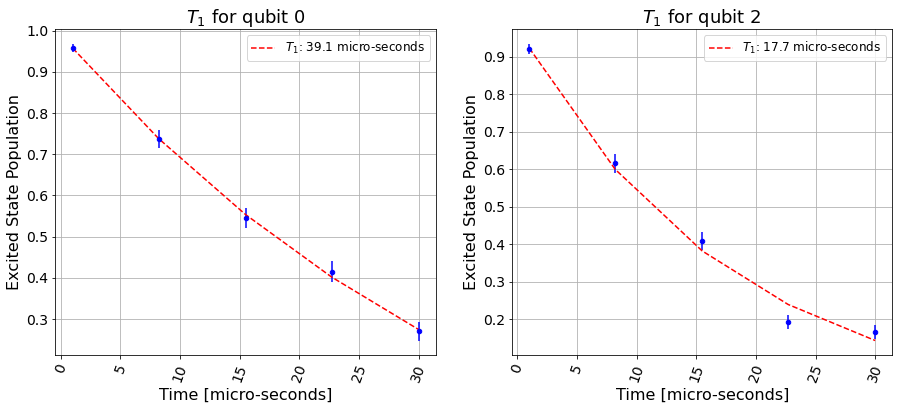 T₁ for qubit 0
T₁: 39.1 micro-seconds
1.0
0.9
0.8
0.7
0.6
0.5
0.4
0.3
Excited State Population
0 5 10 15 20 25 30
Time [micro-seconds]
T₁ for qubit 2
T₁: 17.7 micro-seconds
0.9
0.8
0.7
0.6
0.5
0.4
0.3
0.2
Excited State Population
0 5 10 15 20 25 30
Time [micro-seconds]